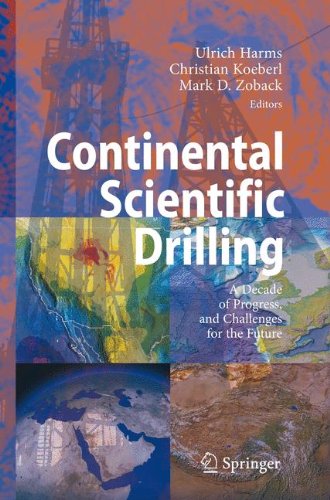 Ulrich Harms
Christian Koeberl
Mark D. Zoback
Editors
Continental
Scientific
Drilling
A Decade
of Progress,
and Challenges
for the Future
Springer